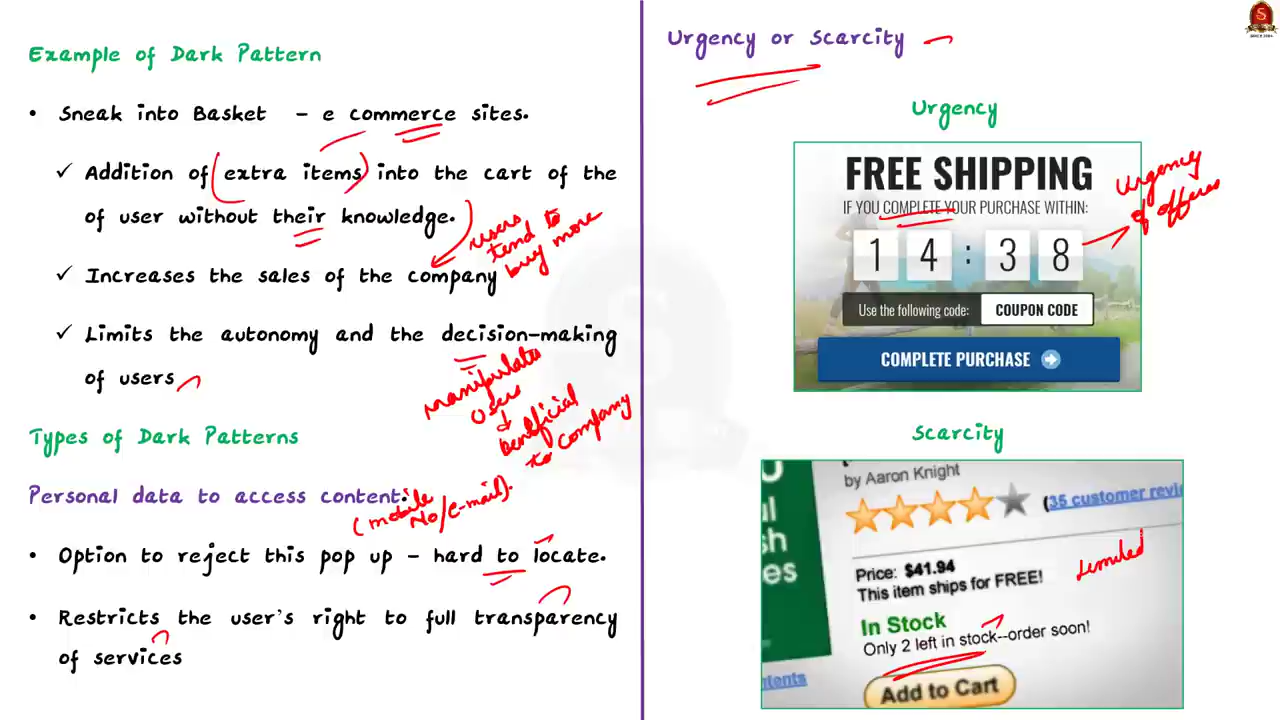 Example of Dark Pattern
• Sneak into Basket – e commerce sites.
✓ Addition of extra items into the cart of the
of user without their knowledge.
users
tend to
buy more
✓ Increases the sales of the company
✓ Limits the autonomy and the decision-making
of users
manipulates
users
&
beneficial
to company
Types of Dark Patterns
Personal data to access content.
(mobile
No/e-mail).
• Option to reject this pop up – hard to locate.
• Restricts the user's right to full transparency
of services
Urgency or Scarcity
Urgency
FREE SHIPPING
IF YOU COMPLETE YOUR PURCHASE WITHIN:
14:38
Urgency
of offeres
Use the following code: COUPON CODE
COMPLETE PURCHASE
Scarcity
by Aaron Knight
(35 customer revie
Price: $41.94
This item ships for FREE!
Limited
In Stock
Only 2 left in stock--order soon!
Add to Cart
S
SINCE 2004